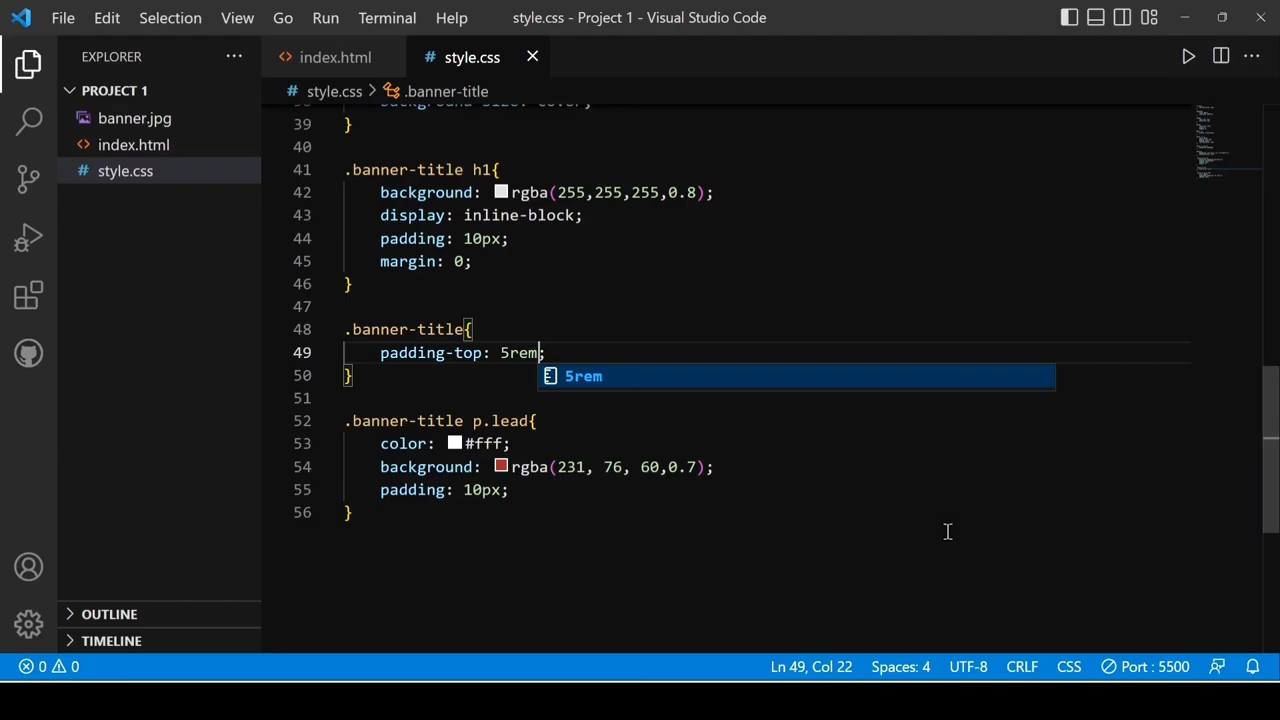 File Edit Selection View Go Run Terminal Help style.css - Project 1 - Visual Studio Code
EXPLORER
PROJECT 1
banner.jpg
index.html
style.css
OUTLINE
TIMELINE
index.html style.css
style.css > .banner-title
39 }
40
41 .banner-title h1{
42 background: rgba(255,255,255,0.8);
43 display: inline-block;
44 padding: 10px;
45 margin: 0;
46 }
47
48 .banner-title{
49 padding-top: 5rem;
5rem
50 }
51
52 .banner-title p.lead{
53 color: #fff;
54 background: rgba(231, 76, 60,0.7);
55 padding: 10px;
56 }
0 0 Ln 49, Col 22 Spaces: 4 UTF-8 CRLF CSS Port : 5500